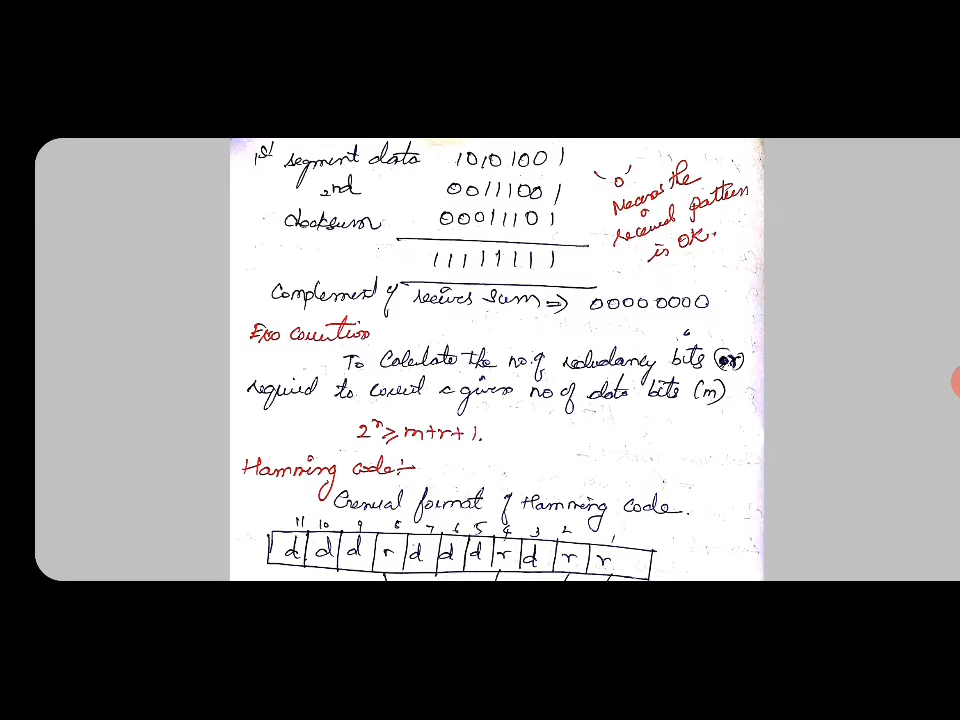 1st segment data 10101001
2nd 00111001
checksum 00011101
11111111
'0'
Means the
received pattern
is OK.
Complement of receives sum => 00000000
Error correction
To Calculate the no. of redudancy bits (r)
required to correct a given no of data bits (m)
2^r ≥ m+r+1.
Hamming code:-
General format of Hamming code.
11 10 9 8 7 6 5 4 3 2 1
d d d r d d d r d r r